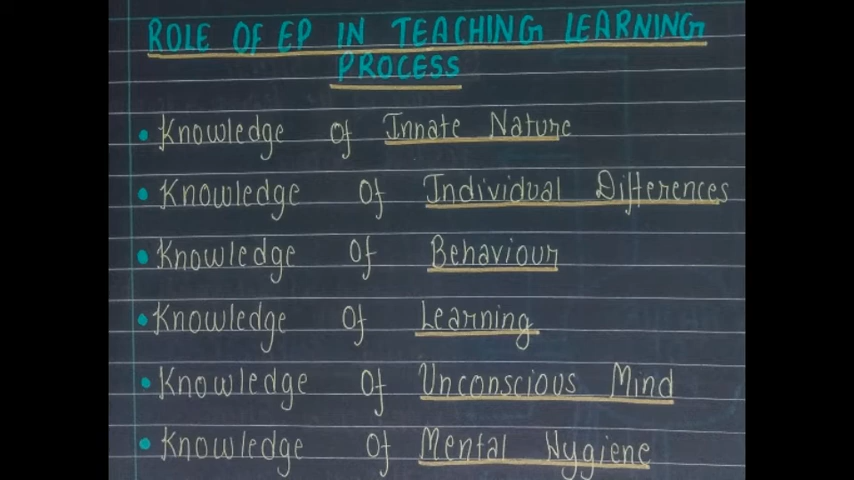 ROLE OF EP IN TEACHING LEARNING
PROCESS
• Knowledge Of Innate Nature
• Knowledge Of Individual Differences
• Knowledge Of Behaviour
• Knowledge Of Learning
• Knowledge Of Unconscious Mind
• Knowledge Of Mental Hygiene